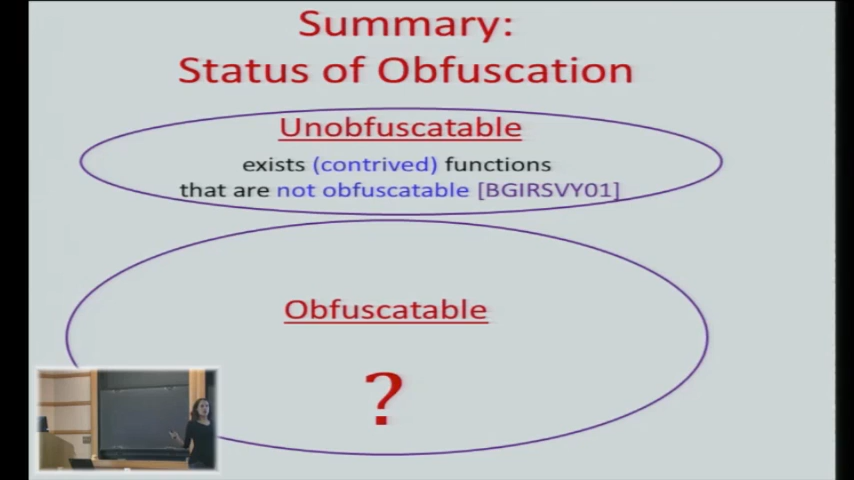 Summary:
Status of Obfuscation
Unobfuscatable
exists (contrived) functions
that are not obfuscatable [BGIRSVY01]
Obfuscatable
?